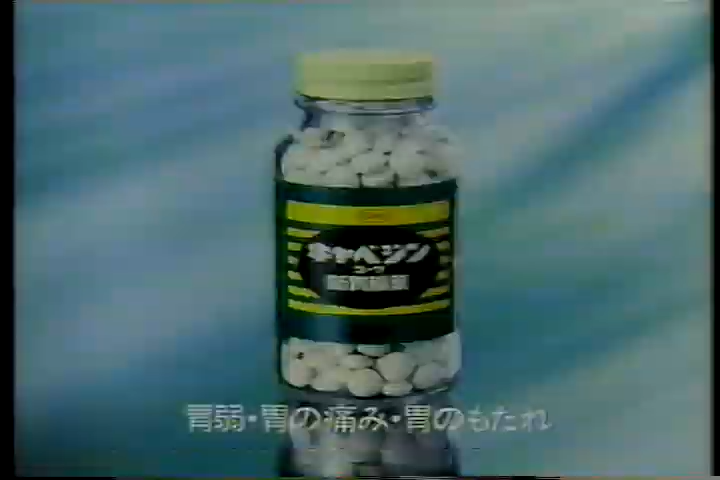 キャベジン
コーワ
胃弱・胃の痛み・胃のもたれ